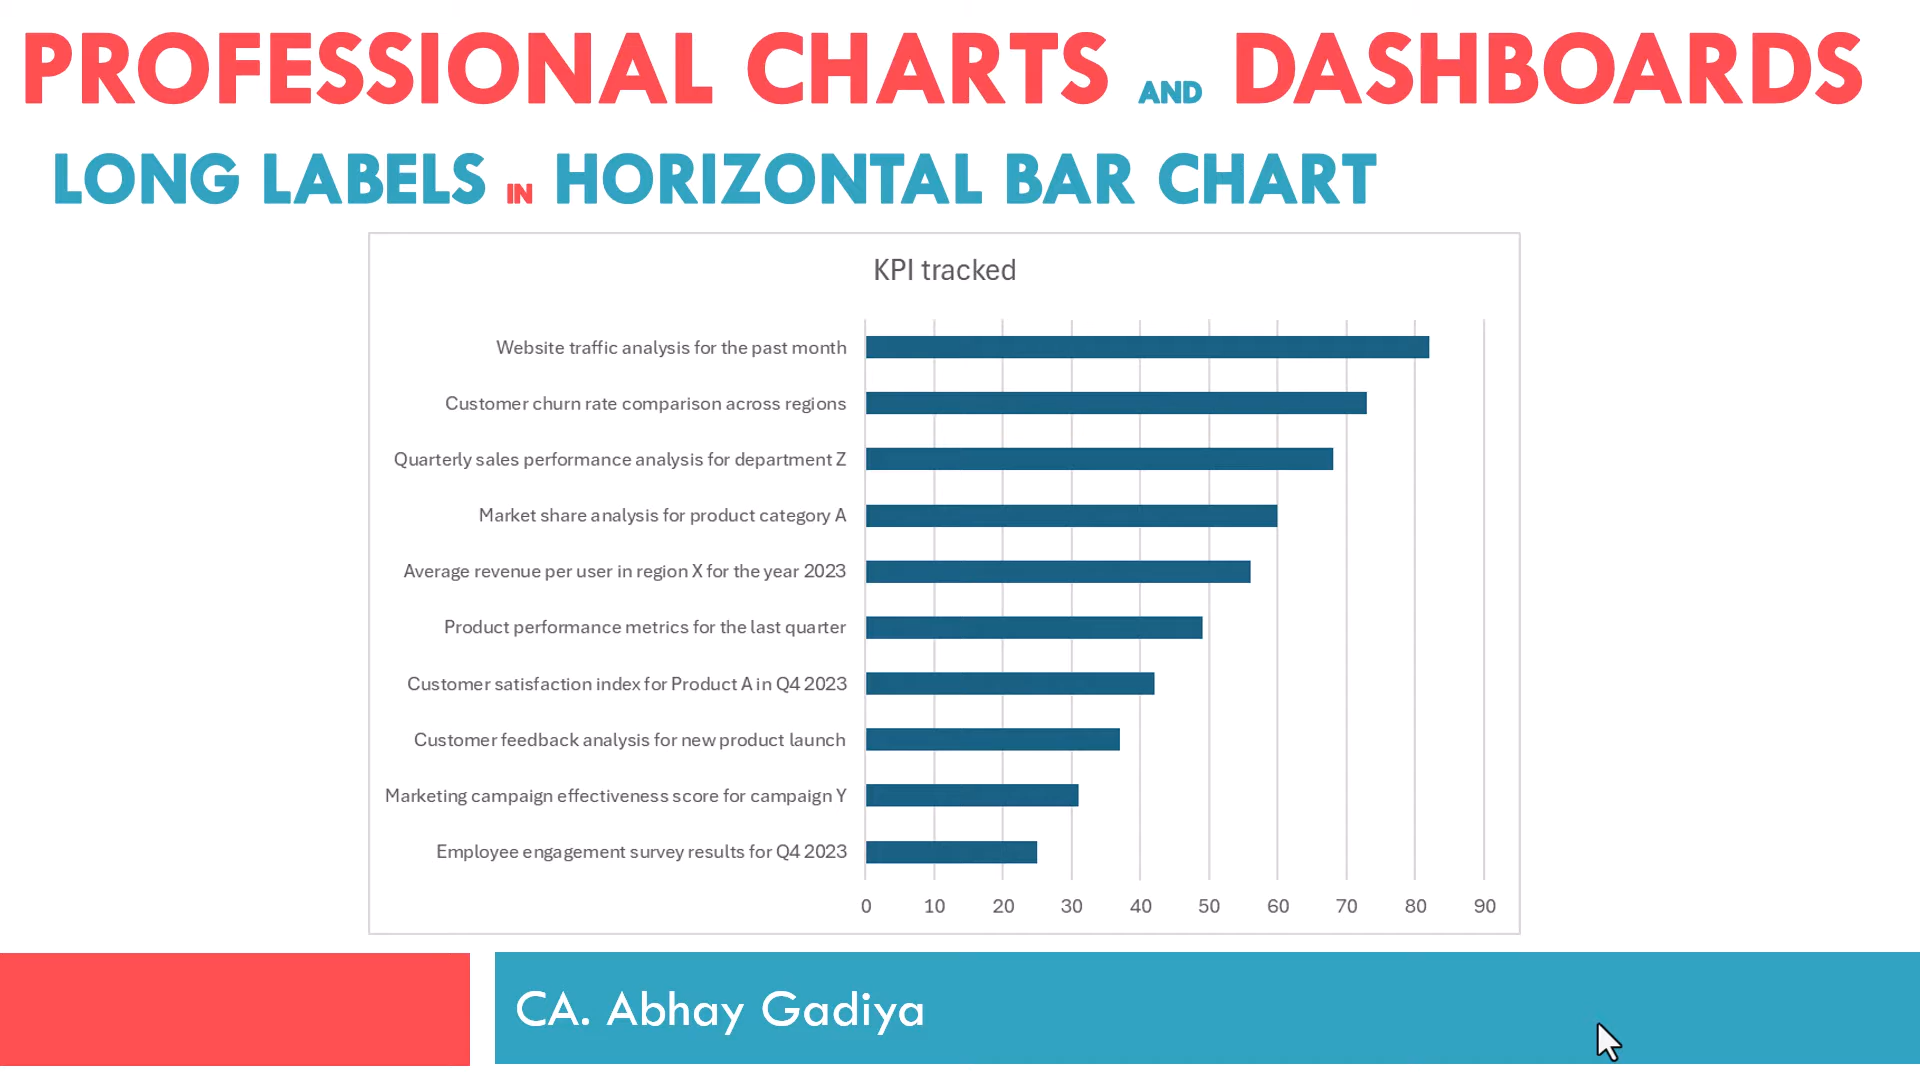 PROFESSIONAL CHARTS AND DASHBOARDS
LONG LABELS IN HORIZONTAL BAR CHART
KPI tracked
Website traffic analysis for the past month
Customer churn rate comparison across regions
Quarterly sales performance analysis for department Z
Market share analysis for product category A
Average revenue per user in region X for the year 2023
Product performance metrics for the last quarter
Customer satisfaction index for Product A in Q4 2023
Customer feedback analysis for new product launch
Marketing campaign effectiveness score for campaign Y
Employee engagement survey results for Q4 2023
0 10 20 30 40 50 60 70 80 90
CA. Abhay Gadiya